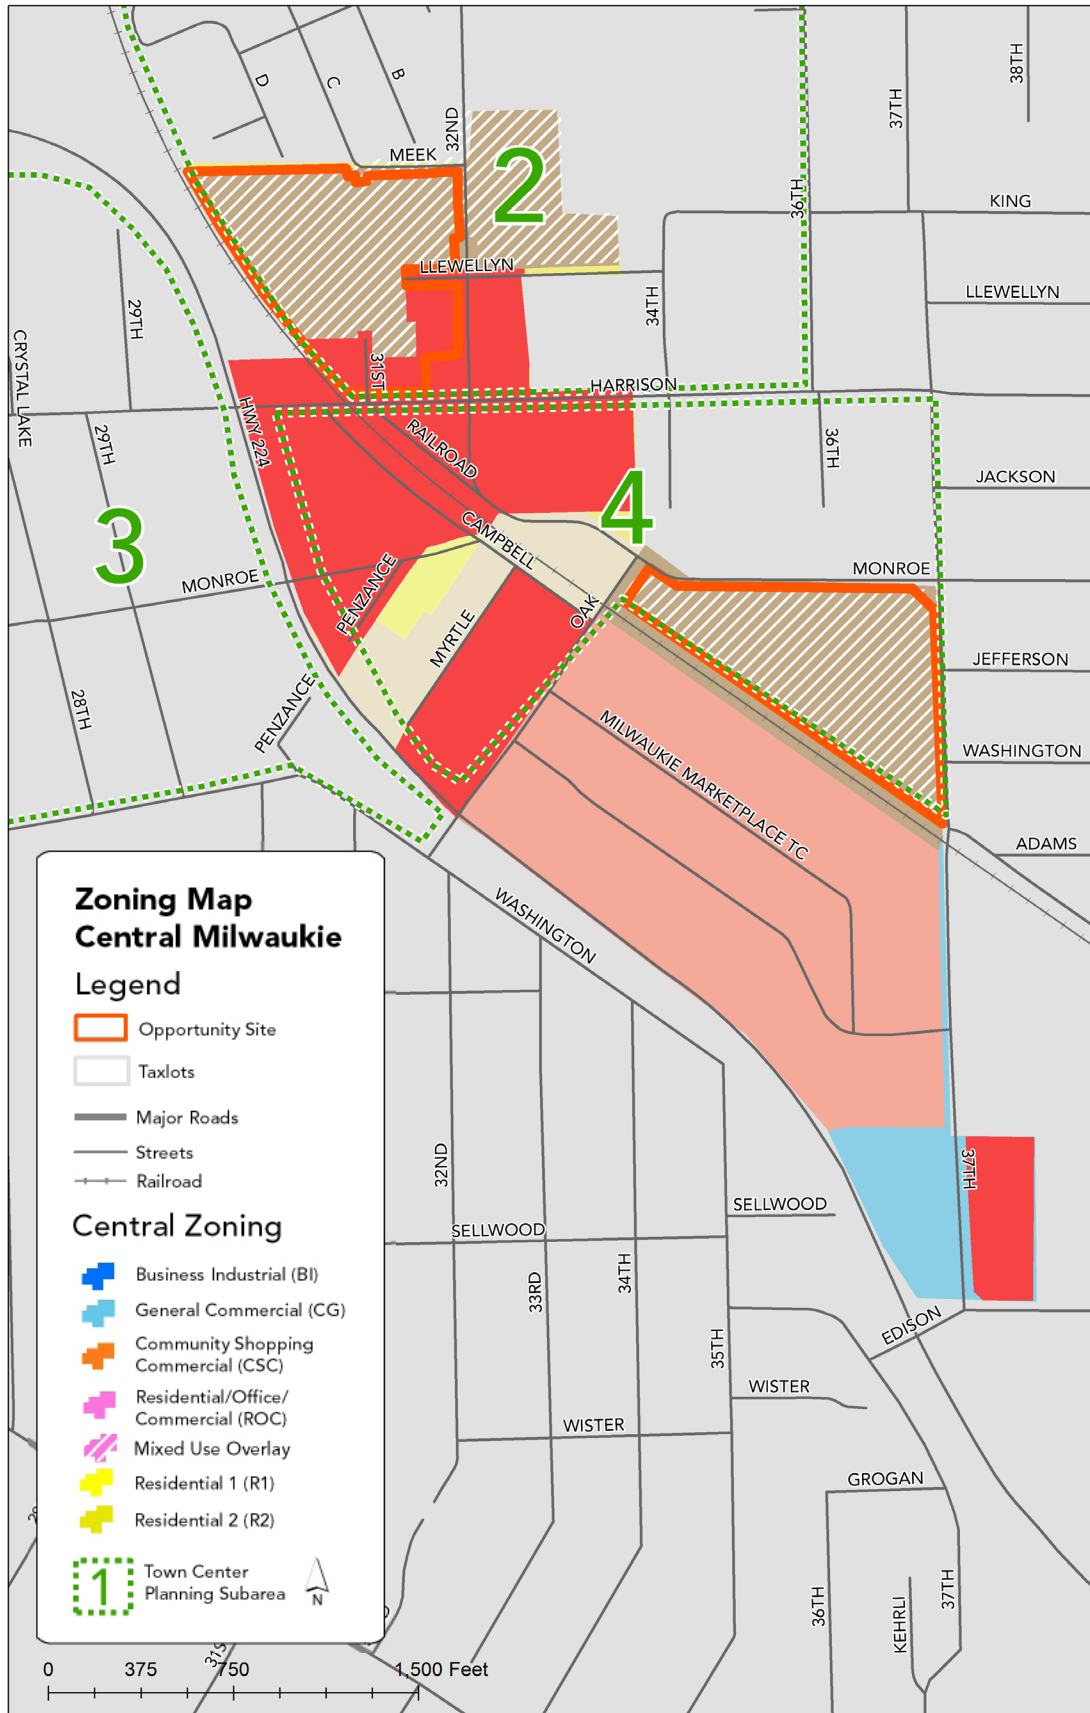 D
C
B
32ND
MEEK
2
36TH
37TH
38TH
KING
LLEWELLYN
34TH
LLEWELLYN
29TH
CRYSTAL LAKE
31ST
HARRISON
HWY 224
29TH
RAILROAD
36TH
JACKSON
3
4
CAMPBELL
MONROE
MONROE
PENZANCE
MYRTLE
OAK
JEFFERSON
28TH
PENZANCE
MILWAUKIE MARKETPLACE TC
WASHINGTON
ADAMS
WASHINGTON
Zoning Map
Central Milwaukie
Legend
Opportunity Site
Taxlots
Major Roads
Streets
Railroad
Central Zoning
Business Industrial (BI)
General Commercial (CG)
Community Shopping
Commercial (CSC)
Residential/Office/
Commercial (ROC)
Mixed Use Overlay
Residential 1 (R1)
Residential 2 (R2)
1
Town Center
Planning Subarea
N
32ND
SELLWOOD
33RD
34TH
35TH
SELLWOOD
37TH
EDISON
WISTER
WISTER
GROGAN
36TH
KEHRLI
37TH
0
375
750
1,500 Feet